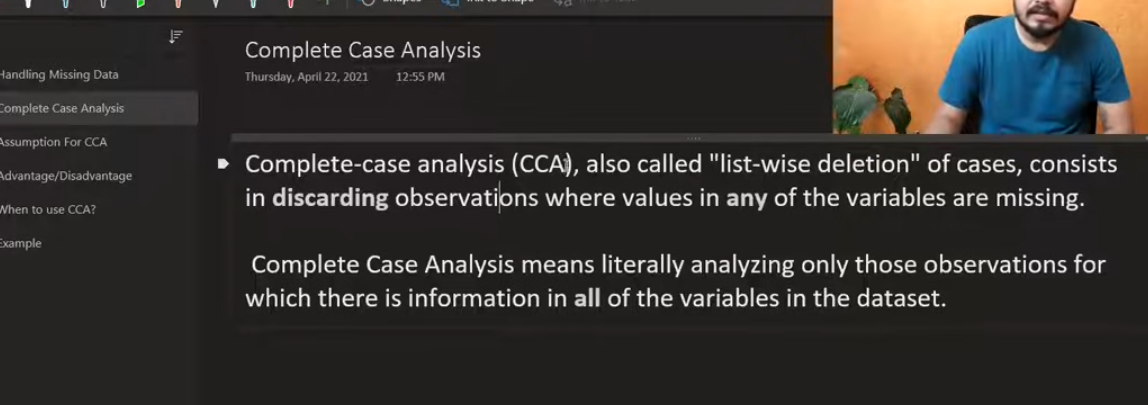 Complete Case Analysis
Thursday, April 22, 2021 12:55 PM
Handling Missing Data
Complete Case Analysis
Assumption For CCA
Advantage/Disadvantage
When to use CCA?
Example
Complete-case analysis (CCA), also called "list-wise deletion" of cases, consists
in discarding observations where values in any of the variables are missing.
Complete Case Analysis means literally analyzing only those observations for
which there is information in all of the variables in the dataset.